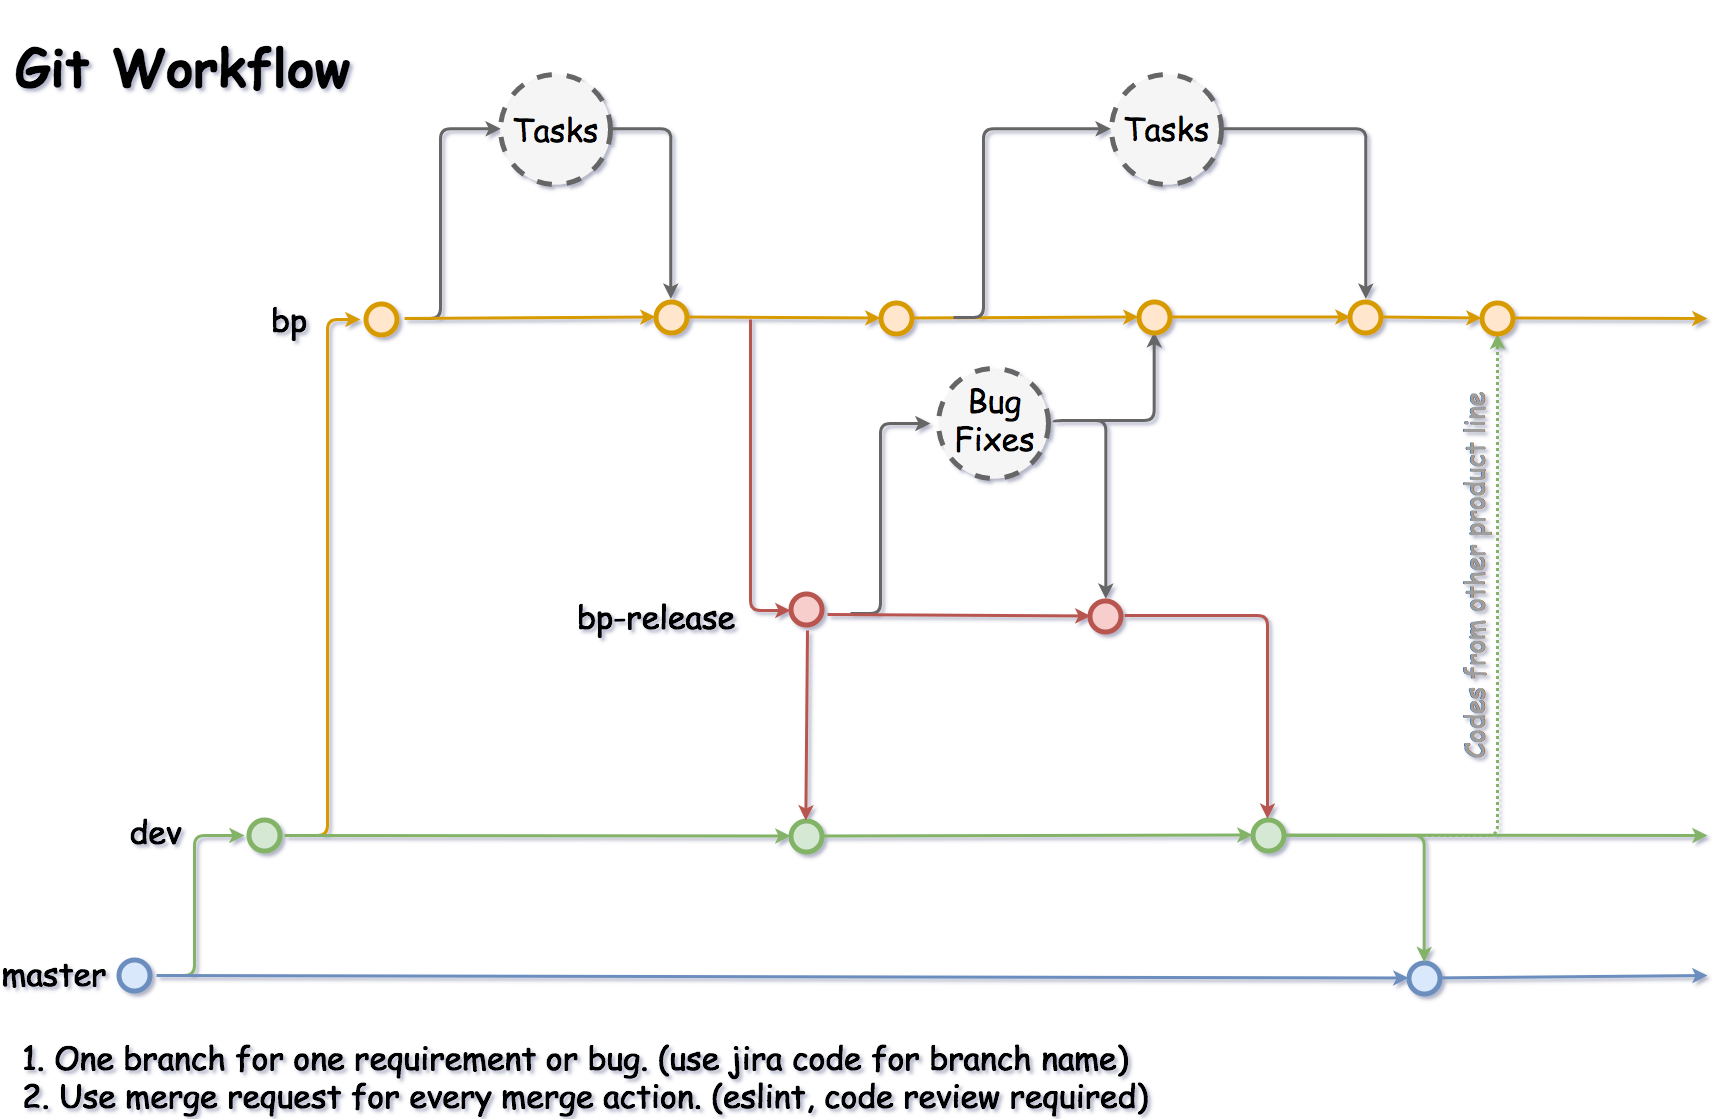 Git Workflow
Tasks
Tasks
bp
Bug
Fixes
bp-release
Codes from other product line
dev
master
1. One branch for one requirement or bug. (use jira code for branch name)
2. Use merge request for every merge action. (eslint, code review required)